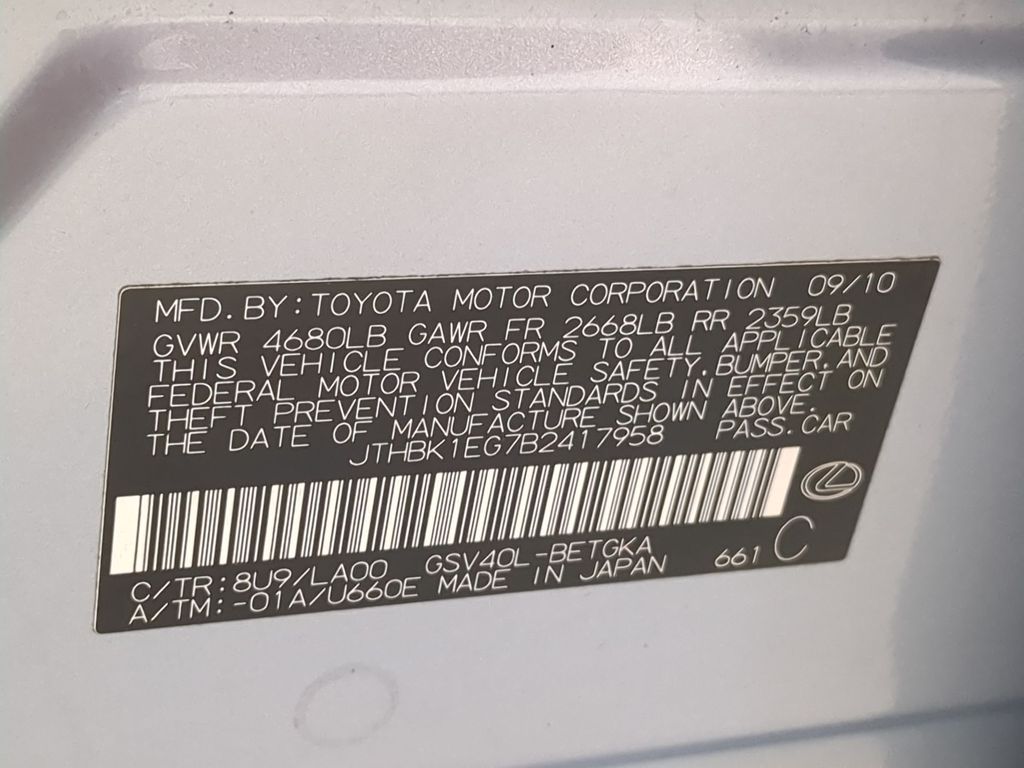 MFD. BY: TOYOTA MOTOR CORPORATION 09/10
GVWR 4680LB GAWR FR 2668LB RR 2359LB
THIS VEHICLE CONFORMS TO ALL APPLICABLE
FEDERAL MOTOR VEHICLE SAFETY, BUMPER, AND
THEFT PREVENTION STANDARDS IN EFFECT ON
THE DATE OF MANUFACTURE SHOWN ABOVE.
JTHBK1EG7B2417958 PASS. CAR
C/TR: 8U9/LA00 GSV40L-BETGKA
A/TM: -01A/U660E MADE IN JAPAN 661 C